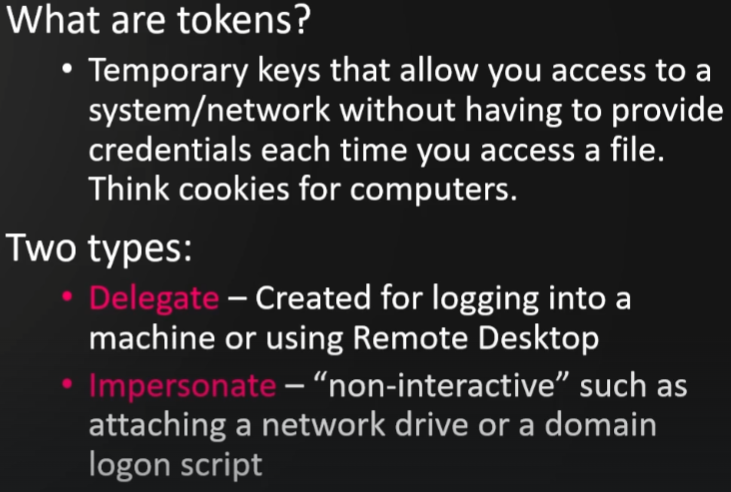 What are tokens?
• Temporary keys that allow you access to a
system/network without having to provide
credentials each time you access a file.
Think cookies for computers.
Two types:
• Delegate – Created for logging into a
machine or using Remote Desktop
• Impersonate – “non-interactive” such as
attaching a network drive or a domain
logon script